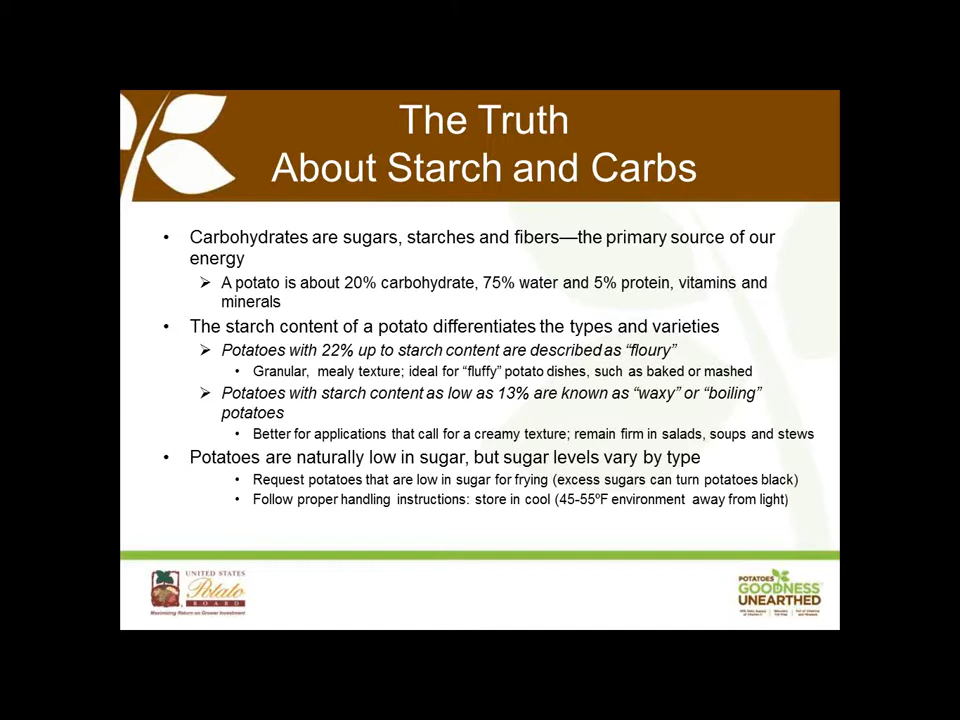 The Truth
About Starch and Carbs
• Carbohydrates are sugars, starches and fibers—the primary source of our
energy
➢ A potato is about 20% carbohydrate, 75% water and 5% protein, vitamins and
minerals
• The starch content of a potato differentiates the types and varieties
➢ Potatoes with 22% up to starch content are described as “floury”
• Granular, mealy texture; ideal for “fluffy” potato dishes, such as baked or mashed
➢ Potatoes with starch content as low as 13% are known as “waxy” or “boiling”
potatoes
• Better for applications that call for a creamy texture; remain firm in salads, soups and stews
• Potatoes are naturally low in sugar, but sugar levels vary by type
• Request potatoes that are low in sugar for frying (excess sugars can turn potatoes black)
• Follow proper handling instructions: store in cool (45-55ºF environment away from light)
UNITED STATES
Potato
BOARD
Maximizing Return on Grower Investment
POTATOES
GOODNESS
UNEARTHED